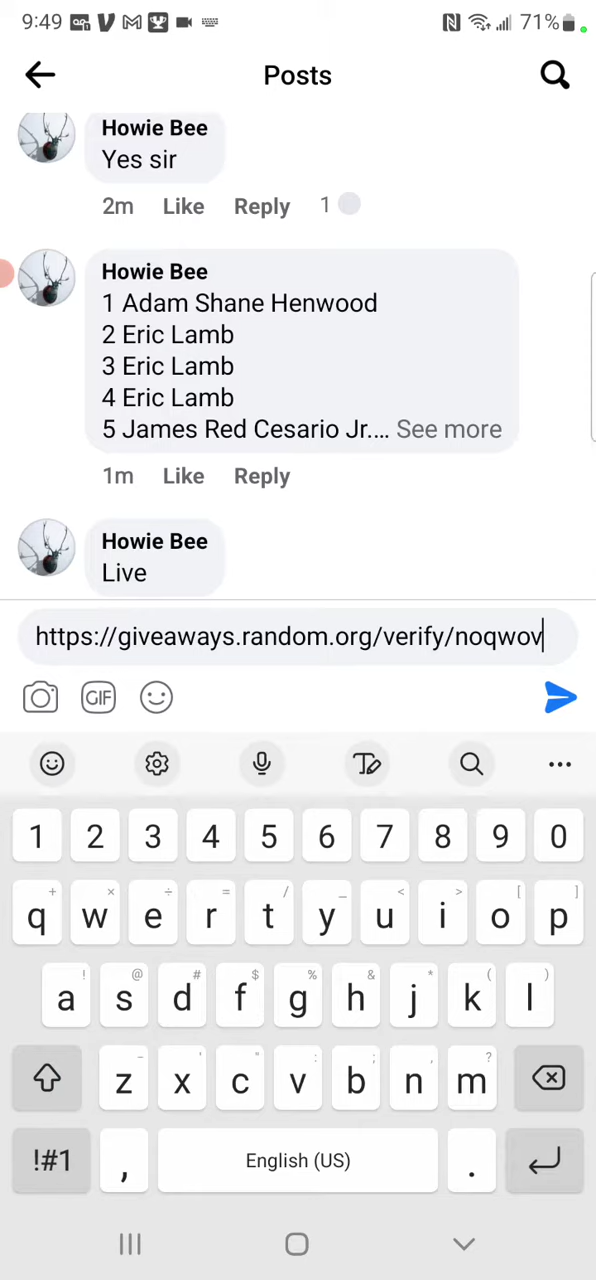 9:49 71%
Posts
Howie Bee
Yes sir
2m Like Reply 1
Howie Bee
1 Adam Shane Henwood
2 Eric Lamb
3 Eric Lamb
4 Eric Lamb
5 James Red Cesario Jr.... See more
1m Like Reply
Howie Bee
Live
https://giveaways.random.org/verify/noqwov
GIF
1 2 3 4 5 6 7 8 9 0
+ × ÷ = / _ < > [ ]
q w e r t y u i o p
! @ # $ % & * ( )
a s d f g h j k l
- ' " : ; , ?
z x c v b n m
!#1 , English (US) .